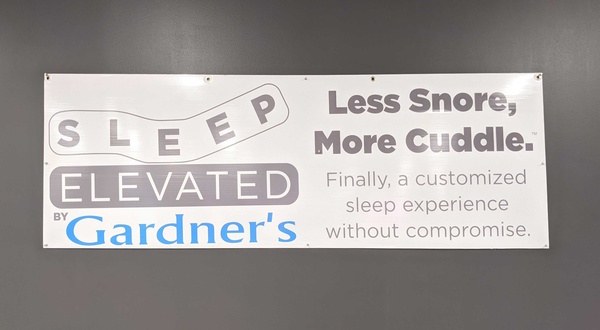 SLEEP
ELEVATED
BY Gardner's
Less Snore,
More Cuddle.
Finally, a customized
sleep experience
without compromise.